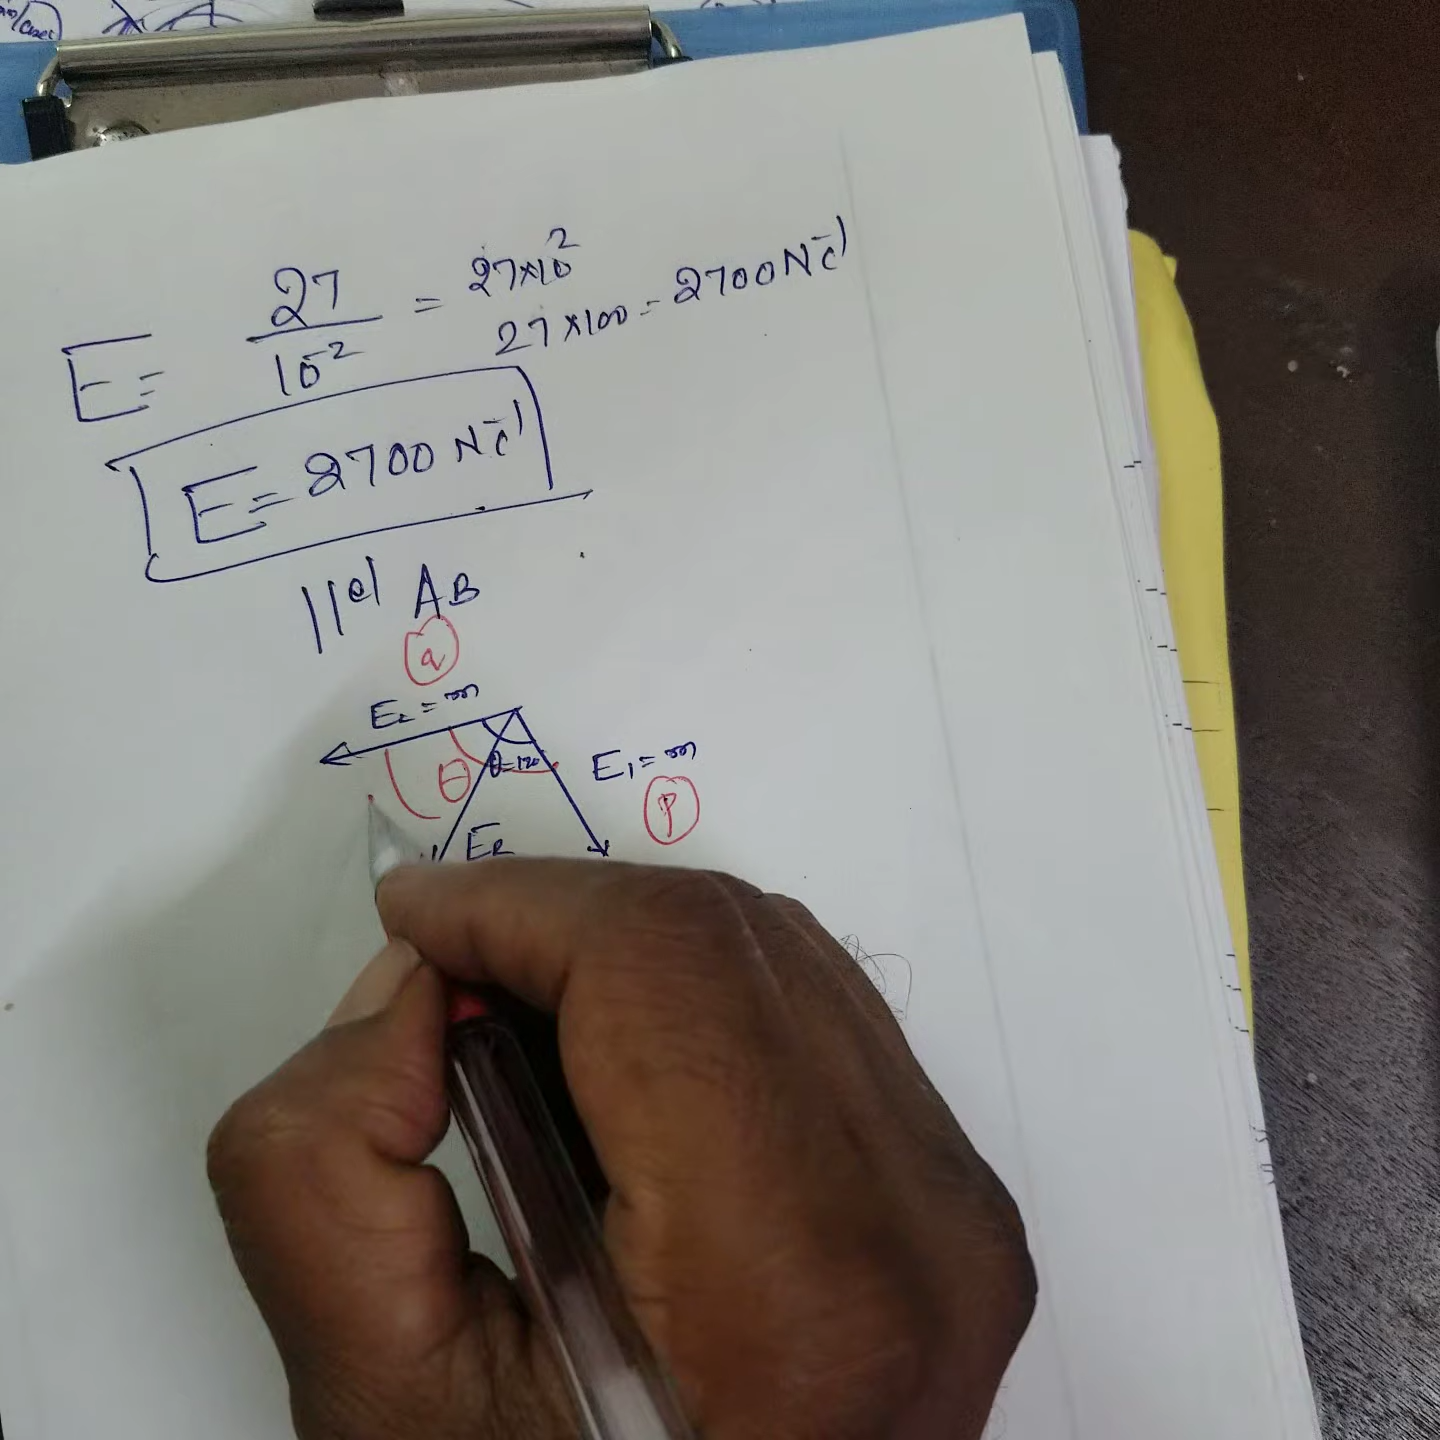 E = 27/10⁻² = 27×10²
27×100 = 2700 NC⁻¹
E = 2700 NC⁻¹
||el AB
q
E₂ =
θ
θ=120
E₁ =
P
ER